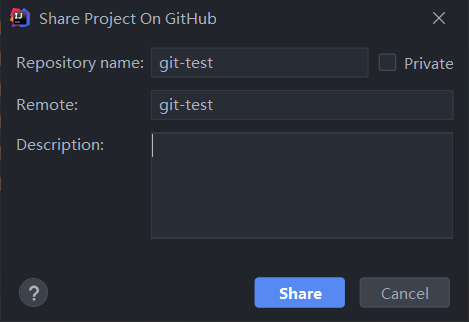 Share Project On GitHub
Repository name: git-test Private
Remote: git-test
Description:
? Share Cancel